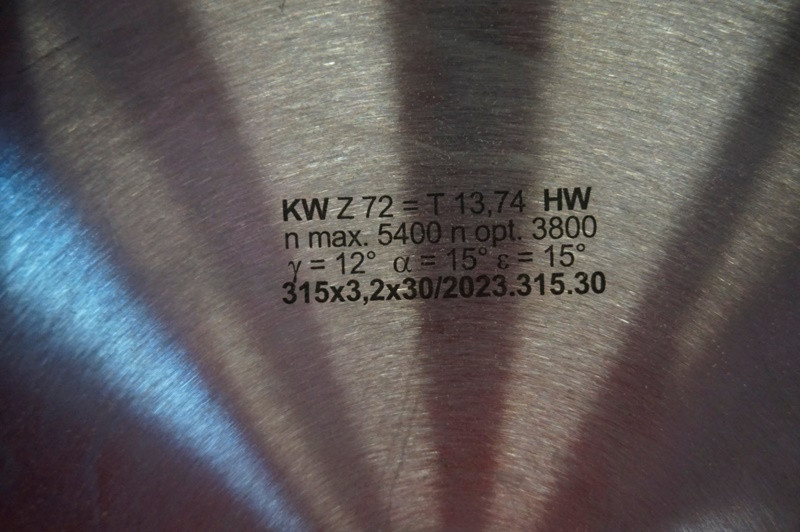 KW Z 72 = T 13,74 HW
n max. 5400 n opt. 3800
γ = 12° α = 15° ε = 15°
315x3,2x30/2023.315.30